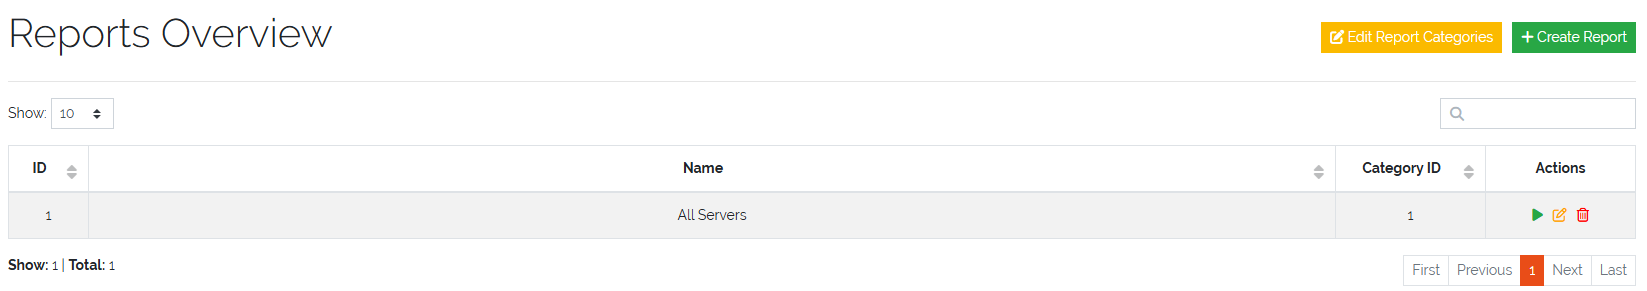 Reports Overview
Edit Report Categories
Create Report
Show: 10
ID Name Category ID Actions
1 All Servers 1
Show: 1 | Total: 1
First Previous 1 Next Last